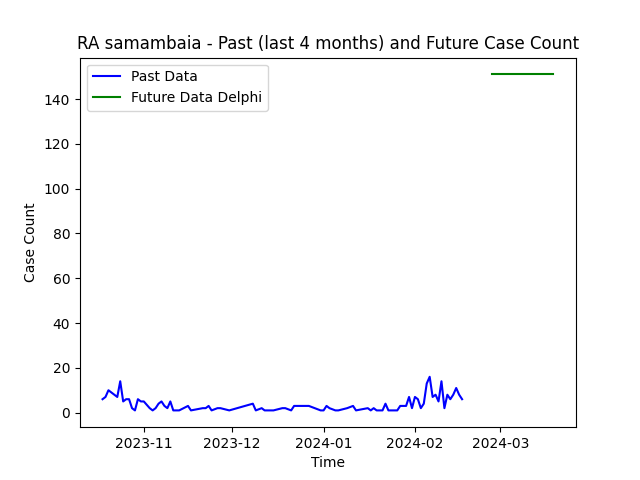 RA samambaia - Past (last 4 months) and Future Case Count
Past Data
Future Data Delphi
140
120
100
80
60
40
20
0
Case Count
2023-11
2023-12
2024-01
2024-02
2024-03
Time